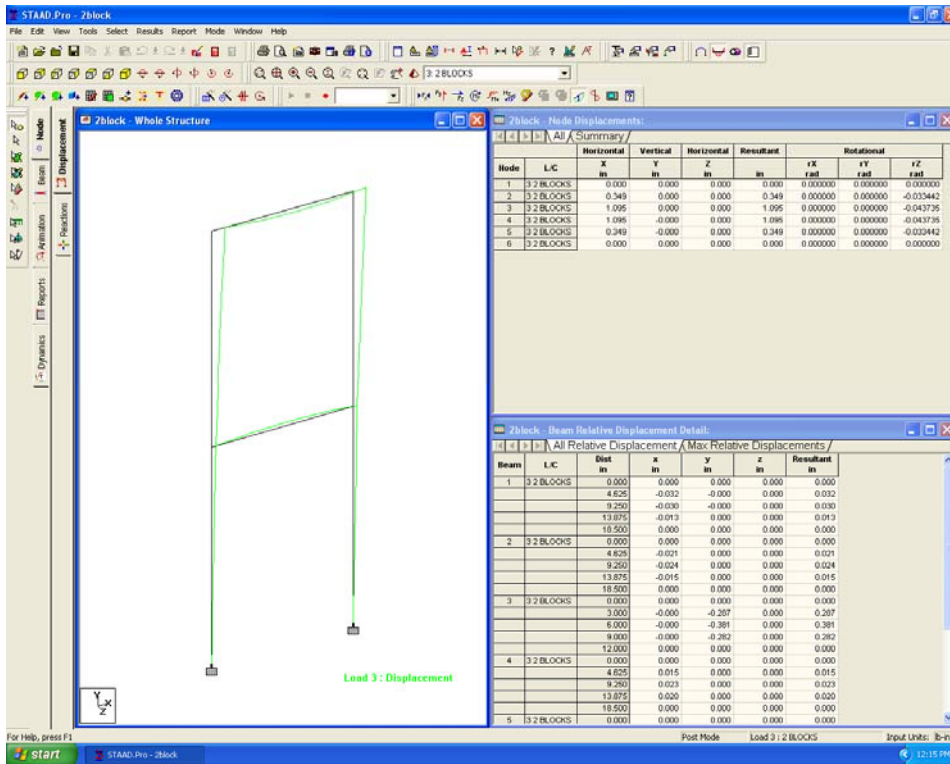 STAAD.Pro - 2block
File Edit View Tools Select Results Report Mode Window Help
3: 2 BLOCKS
Node
Beam
Animation
Reports
Dynamics
Displacement
Reactions
2block - Whole Structure
Load 3 : Displacement
Y
X
Z
2block - Node Displacements:
All Summary
Horizontal Vertical Horizontal Resultant Rotational
Node L/C X in Y in Z in in rX rad rY rad rZ rad
1 3 2 BLOCKS 0.000 0.000 0.000 0.000 0.000000 0.000000 0.000000
2 3 2 BLOCKS 0.349 0.000 0.000 0.349 0.000000 0.000000 -0.033442
3 3 2 BLOCKS 1.095 0.000 0.000 1.095 0.000000 0.000000 -0.043735
4 3 2 BLOCKS 1.095 -0.000 0.000 1.095 0.000000 0.000000 -0.043735
5 3 2 BLOCKS 0.349 -0.000 0.000 0.349 0.000000 0.000000 -0.033442
6 3 2 BLOCKS 0.000 0.000 0.000 0.000 0.000000 0.000000 0.000000
2block - Beam Relative Displacement Detail:
All Relative Displacement Max Relative Displacements
Beam L/C Dist in x in y in z in Resultant in
1 3 2 BLOCKS 0.000 0.000 0.000 0.000 0.000
4.625 -0.032 -0.000 0.000 0.032
9.250 -0.030 -0.000 0.000 0.030
13.875 -0.013 0.000 0.000 0.013
18.500 0.000 0.000 0.000 0.000
2 3 2 BLOCKS 0.000 0.000 0.000 0.000 0.000
4.625 -0.021 0.000 0.000 0.021
9.250 -0.024 0.000 0.000 0.024
13.875 -0.015 0.000 0.000 0.015
18.500 0.000 0.000 0.000 0.000
3 3 2 BLOCKS 0.000 0.000 0.000 0.000 0.000
3.000 -0.000 -0.287 0.000 0.287
6.000 -0.000 -0.381 0.000 0.381
9.000 -0.000 -0.282 0.000 0.282
12.000 0.000 0.000 0.000 0.000
4 3 2 BLOCKS 0.000 0.000 0.000 0.000 0.000
4.625 0.015 0.000 0.000 0.015
9.250 0.023 0.000 0.000 0.023
13.875 0.020 0.000 0.000 0.020
18.500 0.000 0.000 0.000 0.000
5 3 2 BLOCKS 0.000 0.000 0.000 0.000 0.000
For Help, press F1 Post Mode Load 3 : 2 BLOCKS Input Units: lb-in
start STAAD.Pro - 2block 12:15 PM